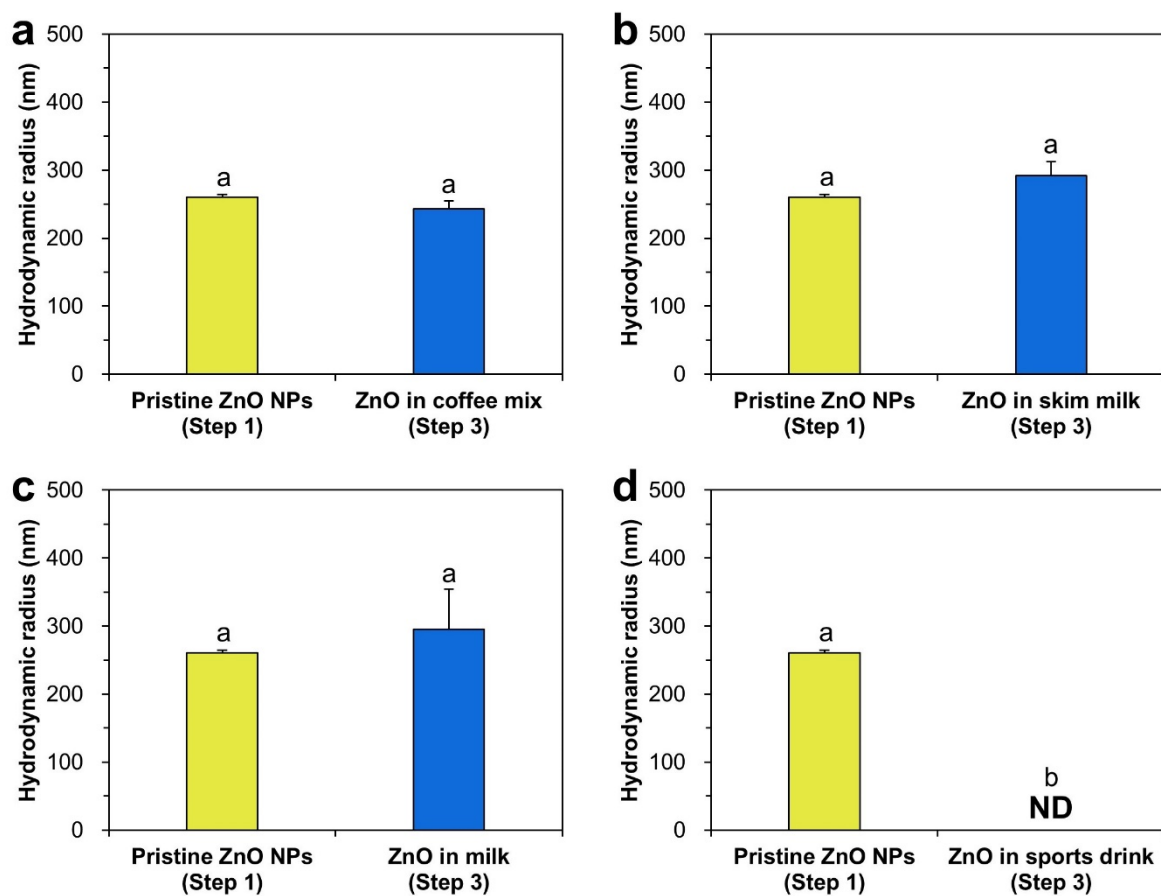 a
Hydrodynamic radius (nm)
500
400
300
200
100
0
a
a
Pristine ZnO NPs
(Step 1)
ZnO in coffee mix
(Step 3)
b
Hydrodynamic radius (nm)
500
400
300
200
100
0
a
a
Pristine ZnO NPs
(Step 1)
ZnO in skim milk
(Step 3)
c
Hydrodynamic radius (nm)
500
400
300
200
100
0
a
a
Pristine ZnO NPs
(Step 1)
ZnO in milk
(Step 3)
d
Hydrodynamic radius (nm)
500
400
300
200
100
0
a
b
ND
Pristine ZnO NPs
(Step 1)
ZnO in sports drink
(Step 3)